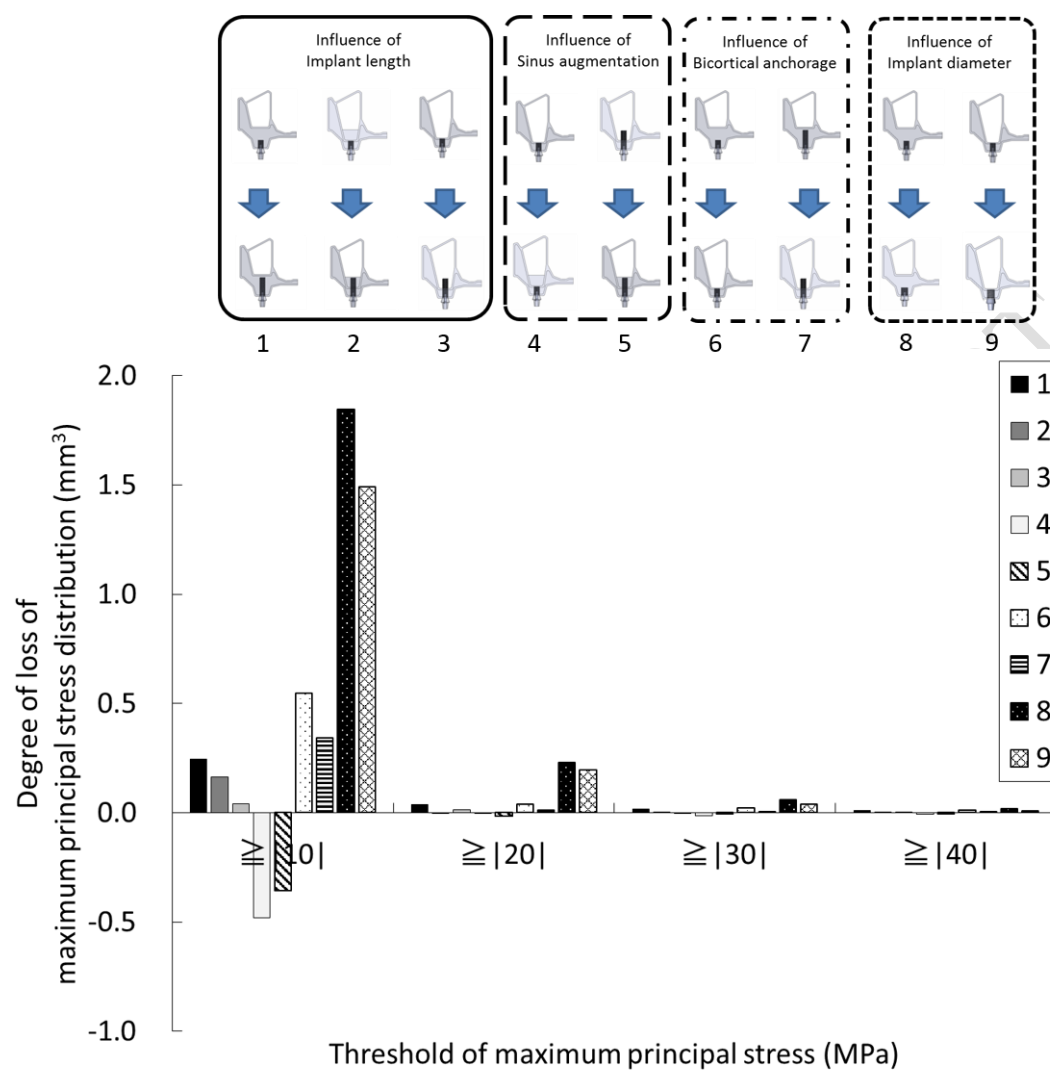 Influence of
Implant length
Influence of
Sinus augmentation
Influence of
Bicortical anchorage
Influence of
Implant diameter
1 2 3 4 5 6 7 8 9
Degree of loss of
maximum principal stress distribution (mm³)
2.0
1.5
1.0
0.5
0.0
-0.5
-1.0
≧|10| ≧|20| ≧|30| ≧|40|
Threshold of maximum principal stress (MPa)
1
2
3
4
5
6
7
8
9